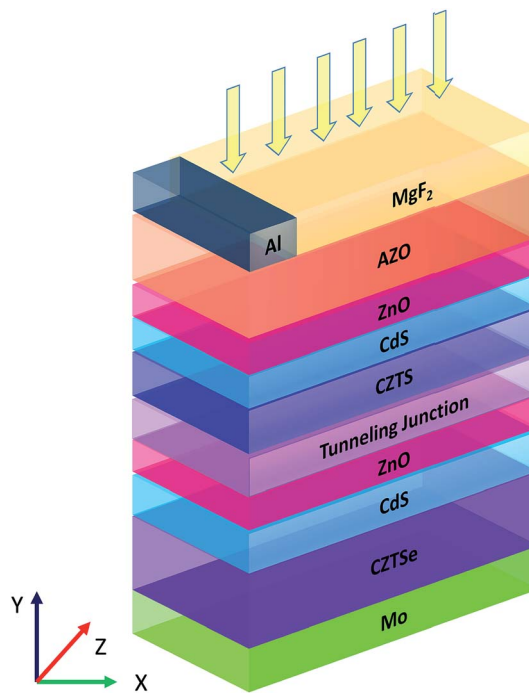 MgF₂
Al
AZO
ZnO
CdS
CZTS
Tunneling Junction
ZnO
CdS
CZTSe
Mo
Y
Z
X